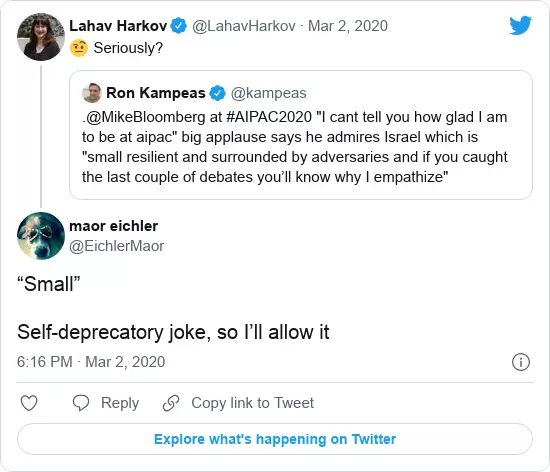 Lahav Harkov @LahavHarkov · Mar 2, 2020
🤨 Seriously?
Ron Kampeas @kampeas
.@MikeBloomberg at #AIPAC2020 "I cant tell you how glad I am
to be at aipac" big applause says he admires Israel which is
"small resilient and surrounded by adversaries and if you caught
the last couple of debates you’ll know why I empathize"
maor eichler
@EichlerMaor
“Small”
Self-deprecatory joke, so I’ll allow it
6:16 PM · Mar 2, 2020
Reply Copy link to Tweet
Explore what's happening on Twitter